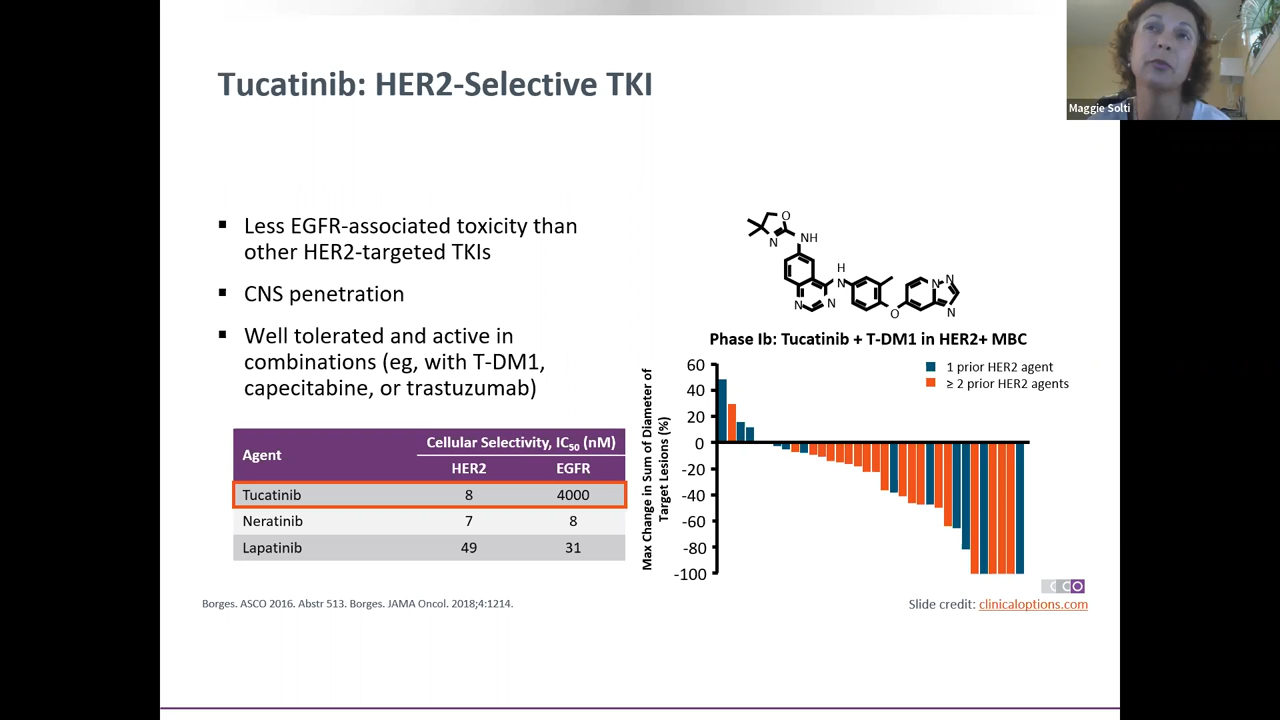 Maggie Solti
Tucatinib: HER2-Selective TKI
▪ Less EGFR-associated toxicity than
other HER2-targeted TKIs
▪ CNS penetration
▪ Well tolerated and active in
combinations (eg, with T-DM1,
capecitabine, or trastuzumab)
Agent
Cellular Selectivity, IC50 (nM)
HER2 EGFR
Tucatinib 8 4000
Neratinib 7 8
Lapatinib 49 31
O
N
NH
H
N
N
N
O
N
N
N
Phase Ib: Tucatinib + T-DM1 in HER2+ MBC
Max Change in Sum of Diameter of
Target Lesions (%)
60
40
20
0
-20
-40
-60
-80
-100
1 prior HER2 agent
≥ 2 prior HER2 agents
CCO
Borges. ASCO 2016. Abstr 513. Borges. JAMA Oncol. 2018;4:1214.
Slide credit: clinicaloptions.com